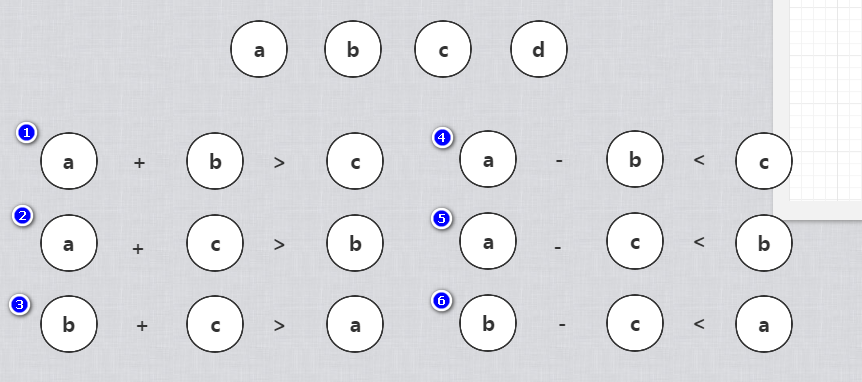 a b c d
1 a + b > c
4 a - b < c
2 a + c > b
5 a - c < b
3 b + c > a
6 b - c < a